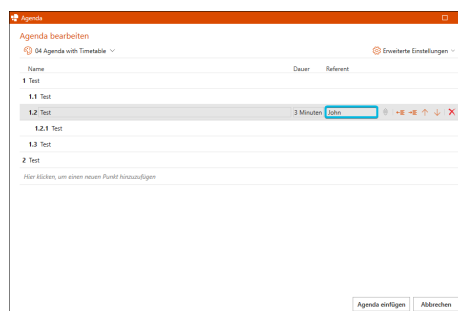 Agenda
Agenda bearbeiten
04 Agenda with Timetable
Erweiterte Einstellungen
Name Dauer Referent
1 Test
1.1 Test
1.2 Test 3 Minuten John
1.2.1 Test
1.3 Test
2 Test
Hier klicken, um einen neuen Punkt hinzuzufügen
Agenda einfügen Abbrechen